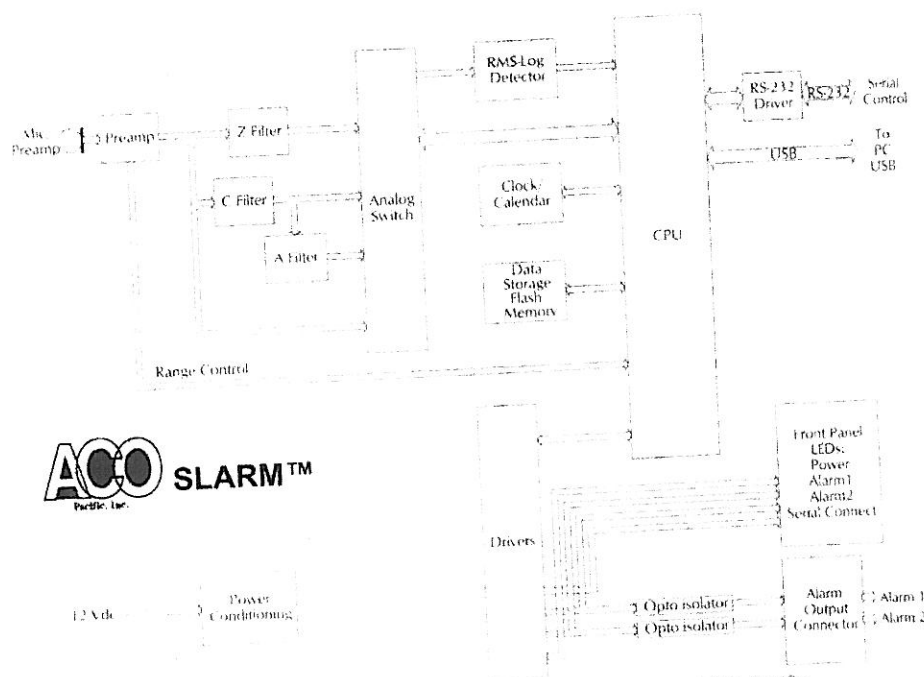 RMS-Log
Detector
RS-232
Driver
RS-232
Serial
Control
Mic
Preamp
Preamp
Z Filter
To
PC
USB
USB
C Filter
Analog
Switch
Clock/
Calendar
CPU
A Filter
Data
Storage
Flash
Memory
Range Control
ACO
Pacific, Inc.
SLARM™
Front Panel
LEDs:
Power
Alarm1
Alarm2
Serial Connect
Drivers
12 Vdc
Power
Conditioning
Opto isolator
Opto isolator
Alarm
Output
Connector
Alarm 1
Alarm 2